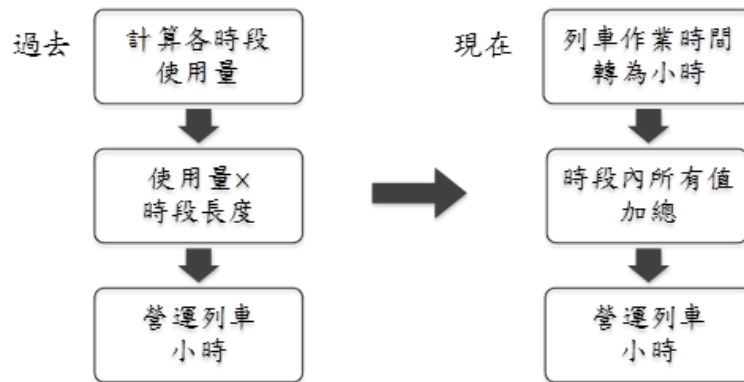 過去
計算各時段
使用量
使用量×
時段長度
營運列車
小時
現在
列車作業時間
轉為小時
時段內所有值
加總
營運列車
小時